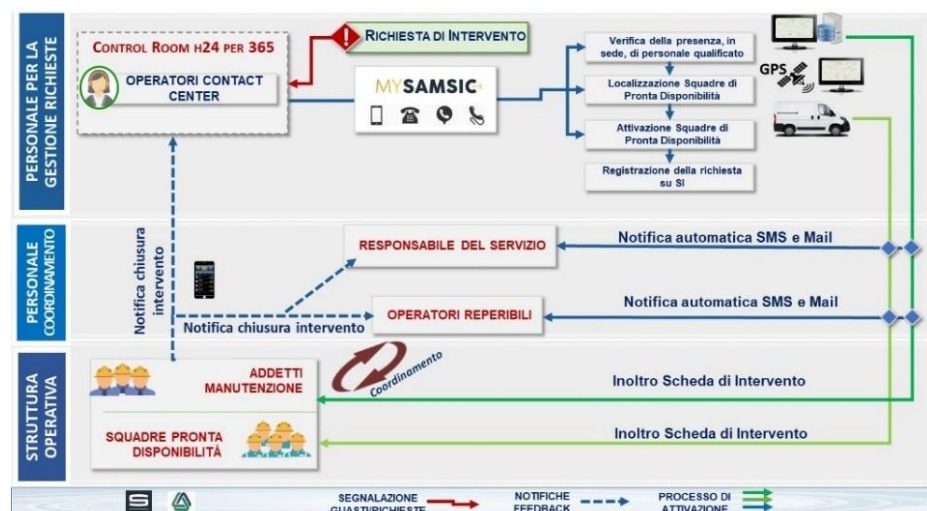 PERSONALE PER LA
GESTIONE RICHIESTE
CONTROL ROOM H24 PER 365
OPERATORI CONTACT
CENTER
RICHIESTA DI INTERVENTO
MYSAMSIC
Verifica della presenza, in
sede, di personale qualificato
Localizzazione Squadre di
Pronta Disponibilità
Attivazione Squadre di
Pronta Disponibilità
Registrazione della richiesta
su SI
GPS
PERSONALE
COORDINAMENTO
Notifica chiusura
intervento
RESPONSABILE DEL SERVIZIO
Notifica automatica SMS e Mail
Notifica chiusura intervento
OPERATORI REPERIBILI
Notifica automatica SMS e Mail
STRUTTURA
OPERATIVA
ADDETTI
MANUTENZIONE
Coordinamento
Inoltro Scheda di Intervento
SQUADRE PRONTA
DISPONIBILITÀ
Inoltro Scheda di Intervento
SEGNALAZIONE
GUASTI/RICHIESTE
NOTIFICHE
FEEDBACK
PROCESSO DI
ATTIVAZIONE